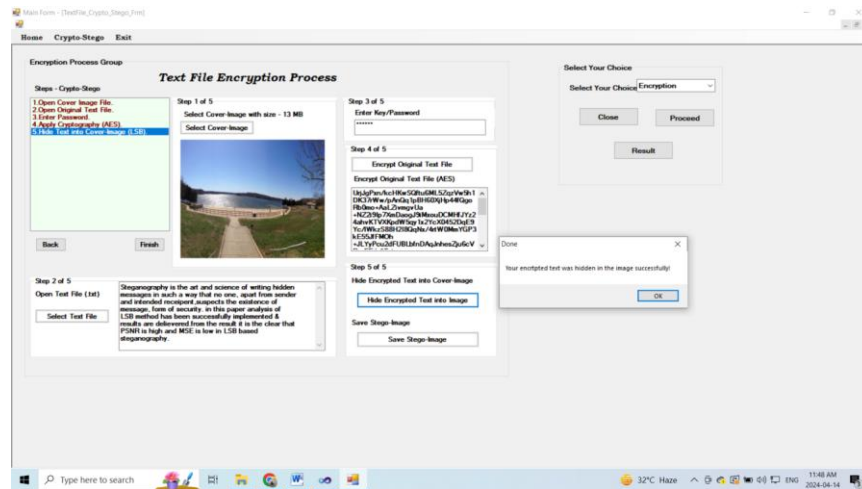 Main Form - [TextFile_Crypto_Stego_Frm]
Home Crypto-Stego Exit
Encryption Process Group
Text File Encryption Process
Steps - Crypto-Stego
1.Open Cover Image File.
2.Open Original Text File.
3.Enter Password.
4.Apply Cryptography (AES).
5.Hide Text into Cover-Image (LSB).
Back Finish
Step 1 of 5
Select Cover-Image with size - 13 MB
Select Cover-Image
Step 3 of 5
Enter Key/Password
******
Step 4 of 5
Encrypt Original Text File
Encrypt Original Text File (AES)
Step 2 of 5
Open Text File (.txt)
Select Text File
Steganography is the art and science of writing hidden
messages in such a way that no one, apart from sender
and intended receipent,suspects the existence of
message, form of security. in this paper analysis of
LSB method has been successfully implemented &
results are delievered.from the result it is the clear that
PSNR is high and MSE is low in LSB based
steganography.
Step 5 of 5
Hide Encrypted Text into Cover-Image
Hide Encrypted Text into Image
Save Stego-Image
Save Stego-Image
Select Your Choice
Select Your Choice Encryption
Close Proceed
Result
Done
Your encrtpted text was hidden in the image successfully!
OK
Type here to search
32°C Haze
ENG
11:48 AM
2024-04-14